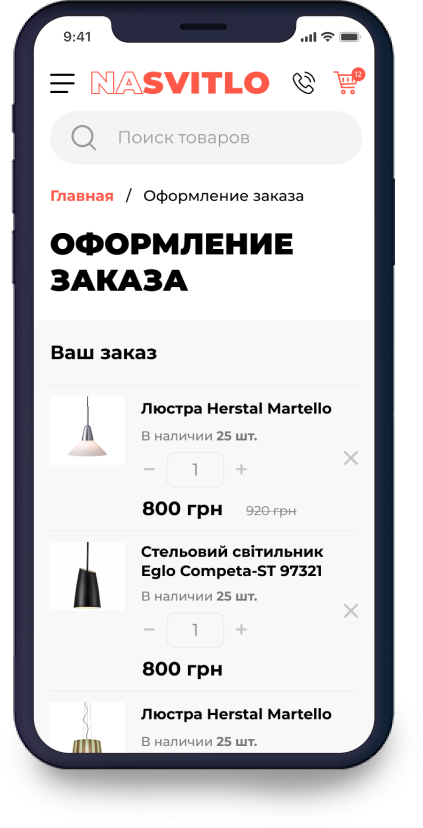 9:41
NASVITLO
12
Поиск товаров
Главная / Оформление заказа
ОФОРМЛЕНИЕ
ЗАКАЗА
Ваш заказ
Люстра Herstal Martello
В наличии 25 шт.
− 1 +
800 грн 920 грн
Стельовий світільник
Eglo Competa-ST 97321
В наличии 25 шт.
− 1 +
800 грн
Люстра Herstal Martello
В наличии 25 шт.